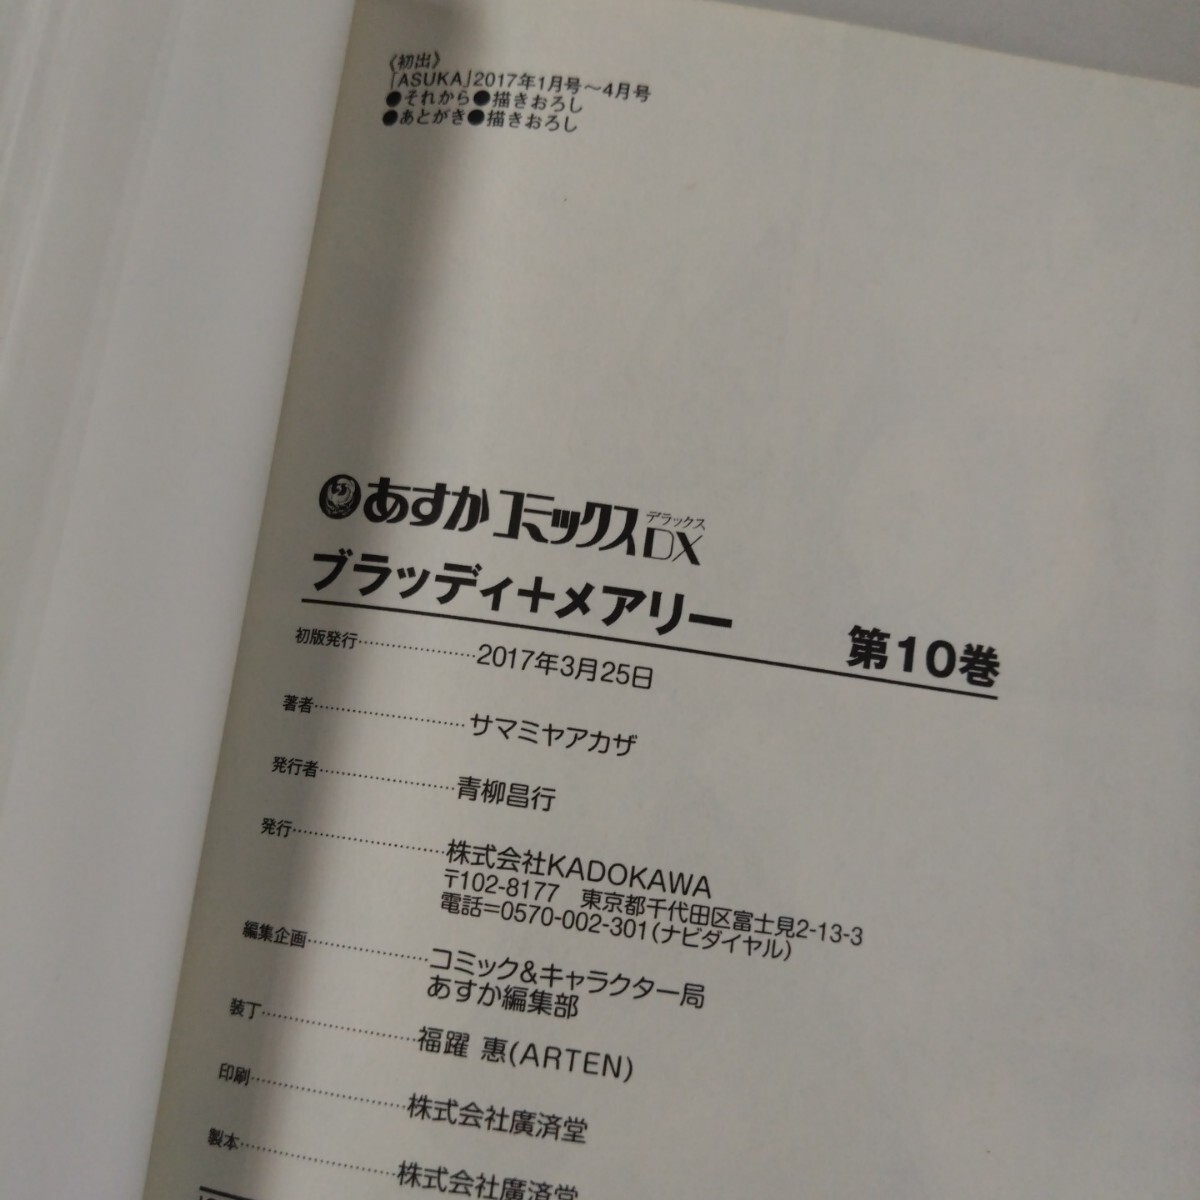 〈初出〉
「ASUKA」2017年1月号～4月号
●それから●描きおろし
●あとがき●描きおろし
あすかコミックスDX
デラックス
ブラッディ+メアリー 第10巻
初版発行………………2017年3月25日
著者………………サマミヤアカザ
発行者………………青柳昌行
発行………………株式会社KADOKAWA
〒102-8177 東京都千代田区富士見2-13-3
電話=0570-002-301(ナビダイヤル)
編集企画………………コミック&キャラクター局
あすか編集部
装丁………………福躍 惠(ARTEN)
印刷………………株式会社廣済堂
製本………………株式会社廣済堂